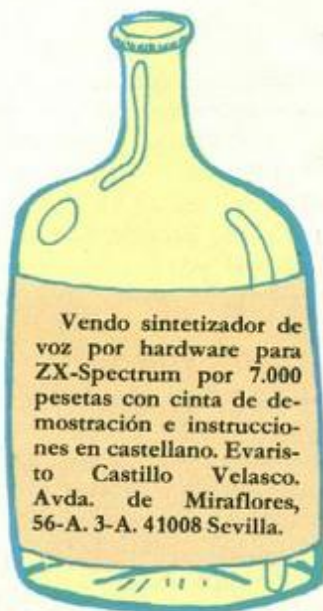 Vendo sintetizador de
voz por hardware para
ZX-Spectrum por 7.000
pesetas con cinta de de-
mostración e instruccio-
nes en castellano. Evaris-
to Castillo Velasco.
Avda. de Miraflores,
56-A. 3-A. 41008 Sevilla.